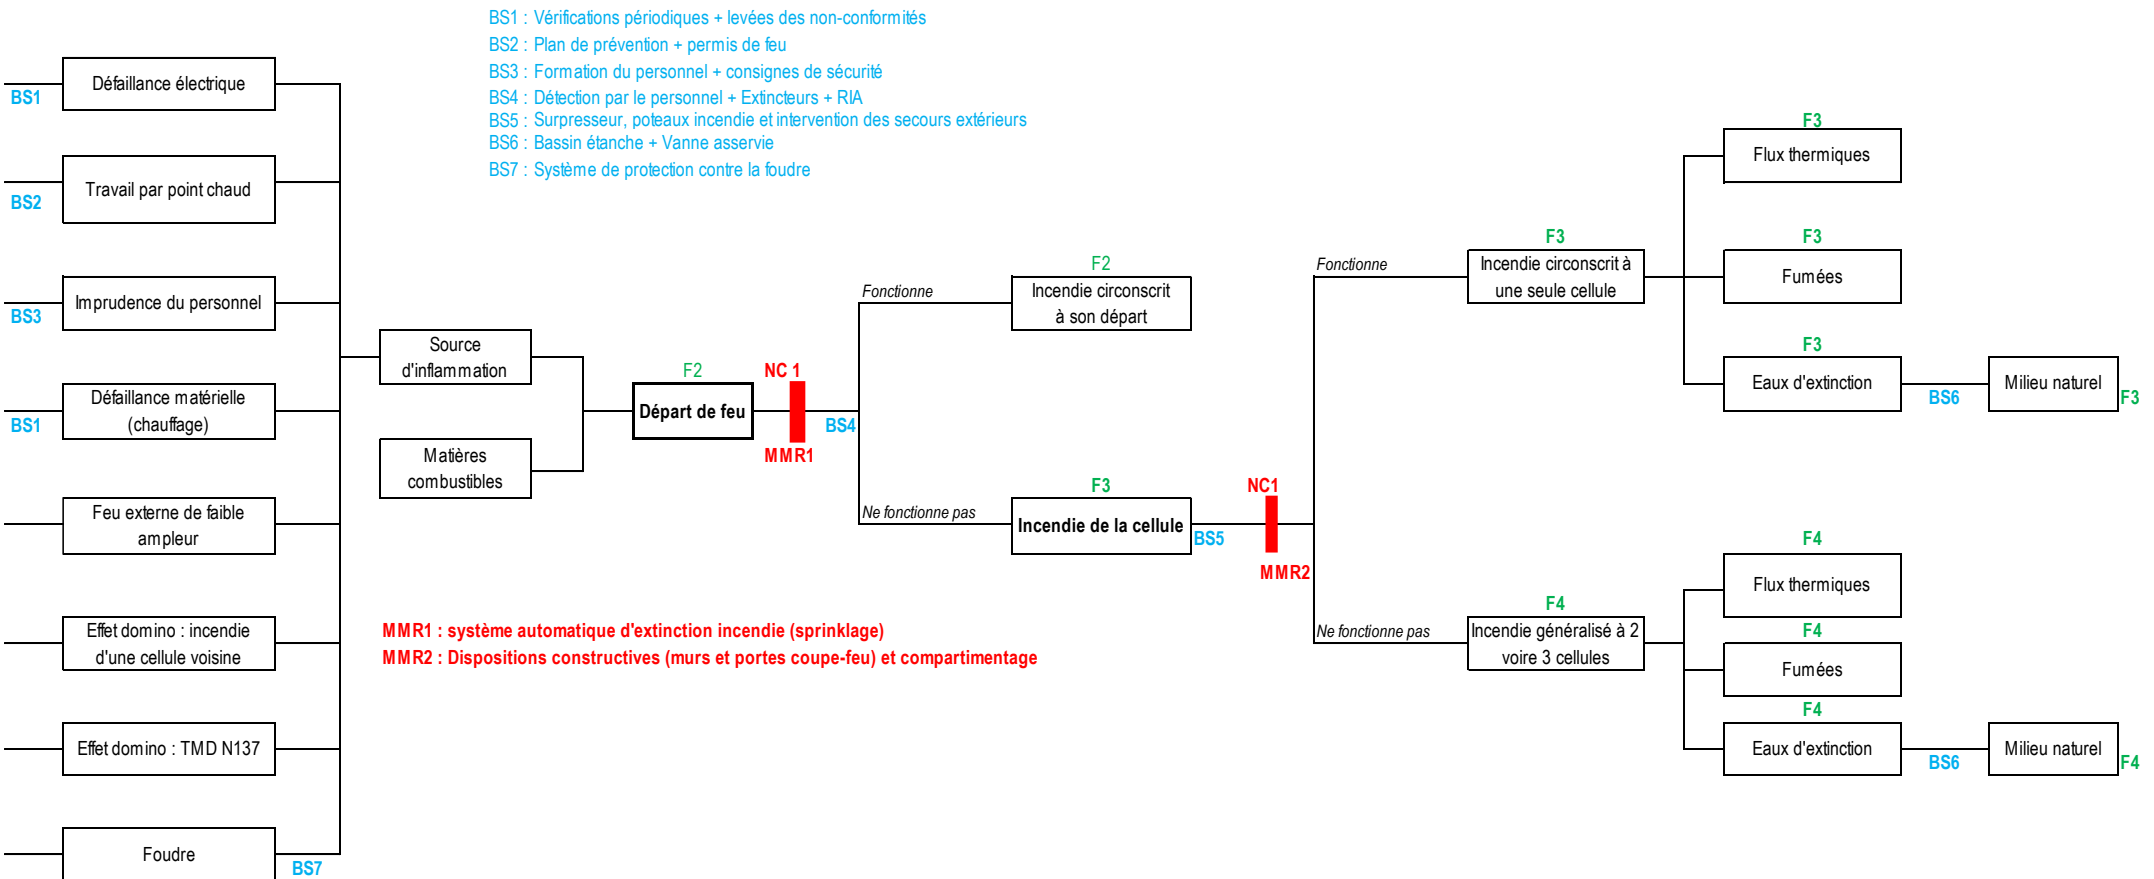 BS1 : Vérifications périodiques + levées des non-conformités
BS2 : Plan de prévention + permis de feu
BS3 : Formation du personnel + consignes de sécurité
BS4 : Détection par le personnel + Extincteurs + RIA
BS5 : Surpresseur, poteaux incendie et intervention des secours extérieurs
BS6 : Bassin étanche + Vanne asservie
BS7 : Système de protection contre la foudre
BS1
Défaillance électrique
BS2
Travail par point chaud
BS3
Imprudence du personnel
BS1
Défaillance matérielle
(chauffage)
Feu externe de faible
ampleur
Effet domino : incendie
d'une cellule voisine
Effet domino : TMD N137
Foudre
BS7
Source
d'inflammation
Matières
combustibles
F2
Départ de feu
NC 1
MMR1
BS4
Fonctionne
F2
Incendie circonscrit
à son départ
Ne fonctionne pas
F3
Incendie de la cellule
BS5
NC1
MMR2
Fonctionne
F3
Incendie circonscrit à
une seule cellule
F3
Flux thermiques
F3
Fumées
F3
Eaux d'extinction
BS6
Milieu naturel
F3
Ne fonctionne pas
F4
Incendie généralisé à 2
voire 3 cellules
F4
Flux thermiques
F4
Fumées
F4
Eaux d'extinction
BS6
Milieu naturel
F4
MMR1 : système automatique d'extinction incendie (sprinklage)
MMR2 : Dispositions constructives (murs et portes coupe-feu) et compartimentage